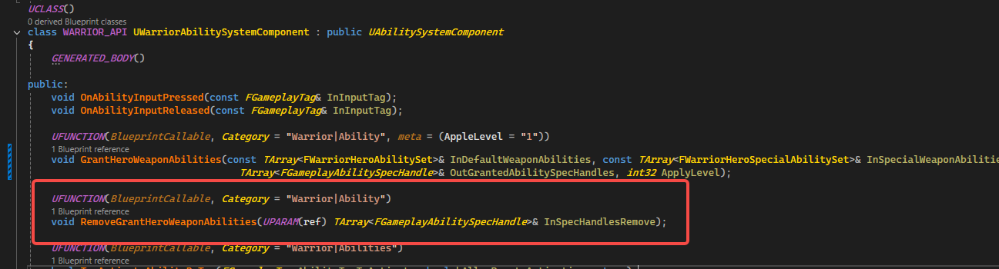 UCLASS()
0 derived Blueprint classes
class WARRIOR_API UWarriorAbilitySystemComponent : public UAbilitySystemComponent
{
GENERATED_BODY()
public:
void OnAbilityInputPressed(const FGameplayTag& InInputTag);
void OnAbilityInputReleased(const FGameplayTag& InInputTag);
UFUNCTION(BlueprintCallable, Category = "Warrior|Ability", meta = (AppleLevel = "1"))
1 Blueprint reference
void GrantHeroWeaponAbilities(const TArray<FWarriorHeroAbilitySet>& InDefaultWeaponAbilities, const TArray<FWarriorHeroSpecialAbilitySet>& InSpecialWeaponAbilitie
TArray<FGameplayAbilitySpecHandle>& OutGrantedAbilitySpecHandles, int32 ApplyLevel);
UFUNCTION(BlueprintCallable, Category = "Warrior|Ability")
1 Blueprint reference
void RemoveGrantHeroWeaponAbilities(UPARAM(ref) TArray<FGameplayAbilitySpecHandle>& InSpecHandlesRemove);
UFUNCTION(BlueprintCallable, Category = "Warrior|Abilities")
1 Blueprint reference